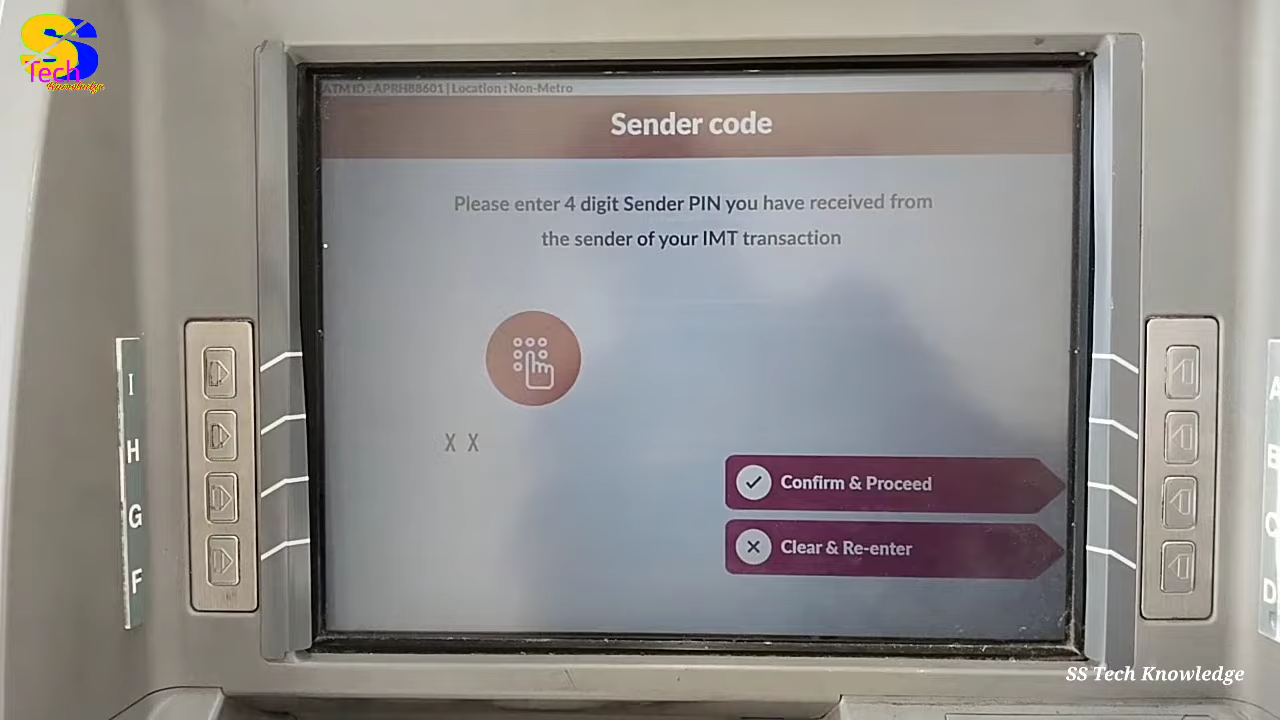 S S
Tech
Knowledge
ATM ID : APRH88601 | Location : Non-Metro
Sender code
Please enter 4 digit Sender PIN you have received from
the sender of your IMT transaction
X X
Confirm & Proceed
Clear & Re-enter
I
H
G
F
A
B
C
D
SS Tech Knowledge